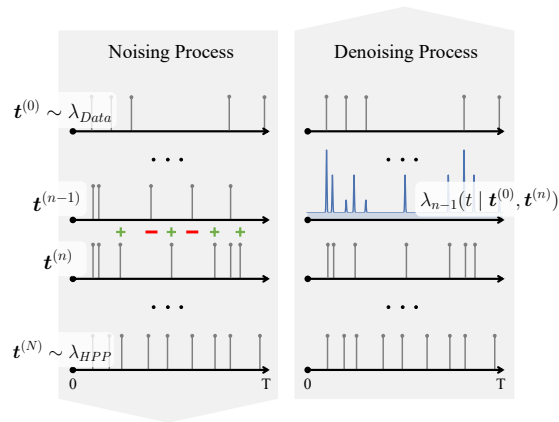 Noising Process
Denoising Process
t^(0) ∼ λ_Data
. . .
. . .
t^(n−1)
λ_{n−1}(t | t^(0), t^(n))
+ − + − + +
t^(n)
. . .
. . .
t^(N) ∼ λ_HPP
0 T
0 T